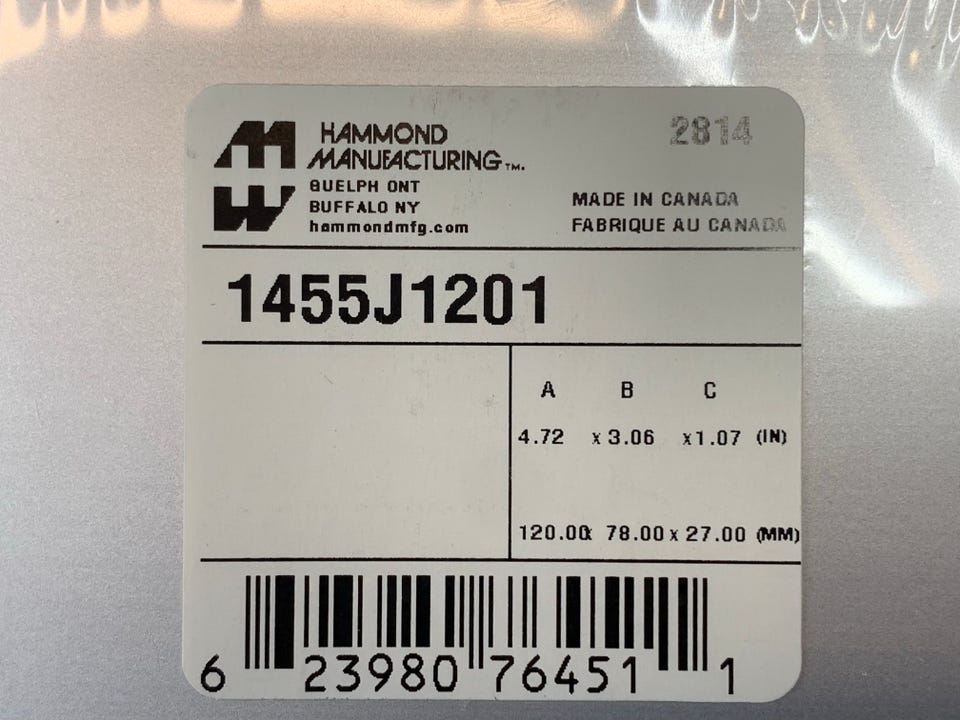 HAMMOND
MANUFACTURING™.
GUELPH ONT
BUFFALO NY
hammondmfg.com
2814
MADE IN CANADA
FABRIQUE AU CANADA
1455J1201
A B C
4.72 x 3.06 x 1.07 (IN)
120.00x 78.00 x 27.00 (MM)
6 23980 76451 1